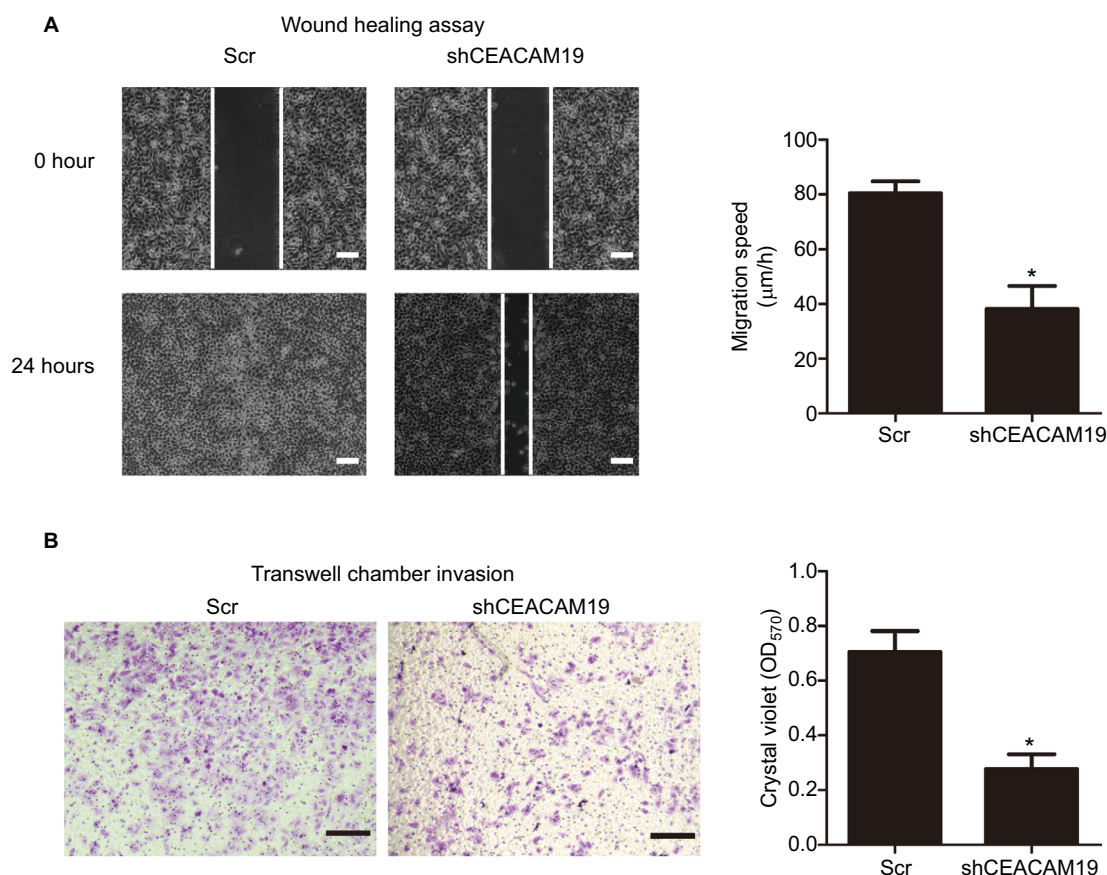 A
Wound healing assay
Scr
shCEACAM19
0 hour
24 hours
100
80
60
40
20
0
Migration speed
(μm/h)
*
Scr
shCEACAM19
B
Transwell chamber invasion
Scr
shCEACAM19
1.0
0.8
0.6
0.4
0.2
0.0
Crystal violet (OD570)
*
Scr
shCEACAM19